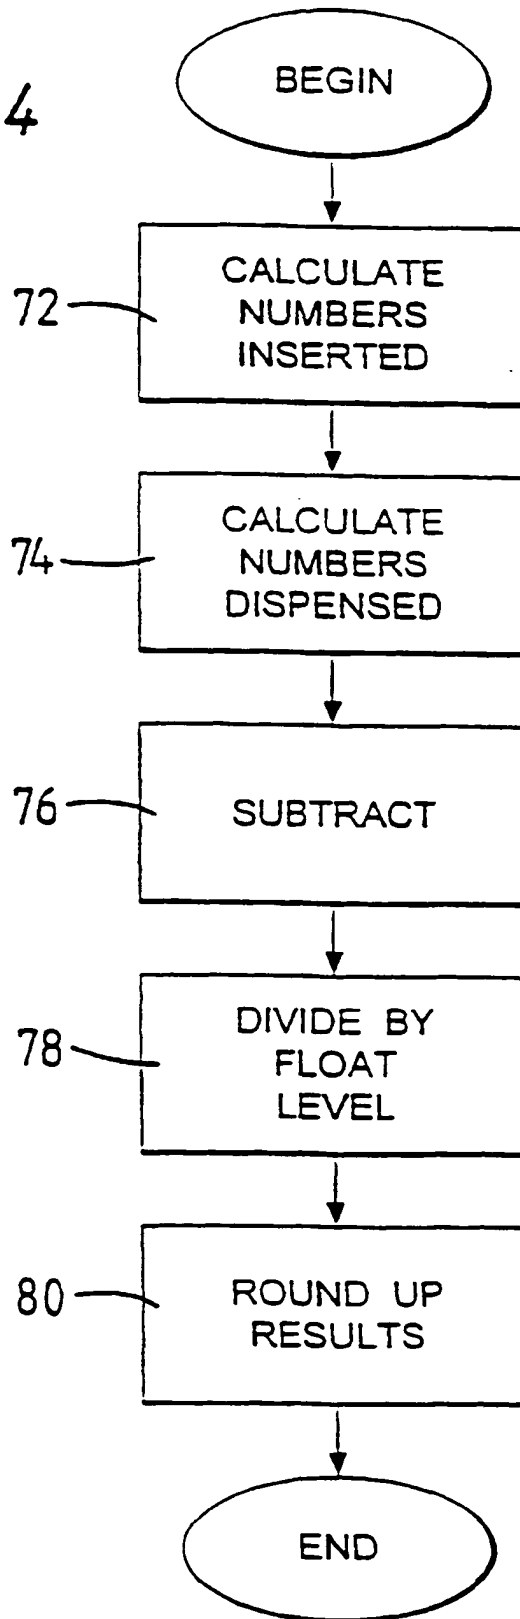 4
BEGIN
72
CALCULATE
NUMBERS
INSERTED
74
CALCULATE
NUMBERS
DISPENSED
76
SUBTRACT
78
DIVIDE BY
FLOAT
LEVEL
80
ROUND UP
RESULTS
END